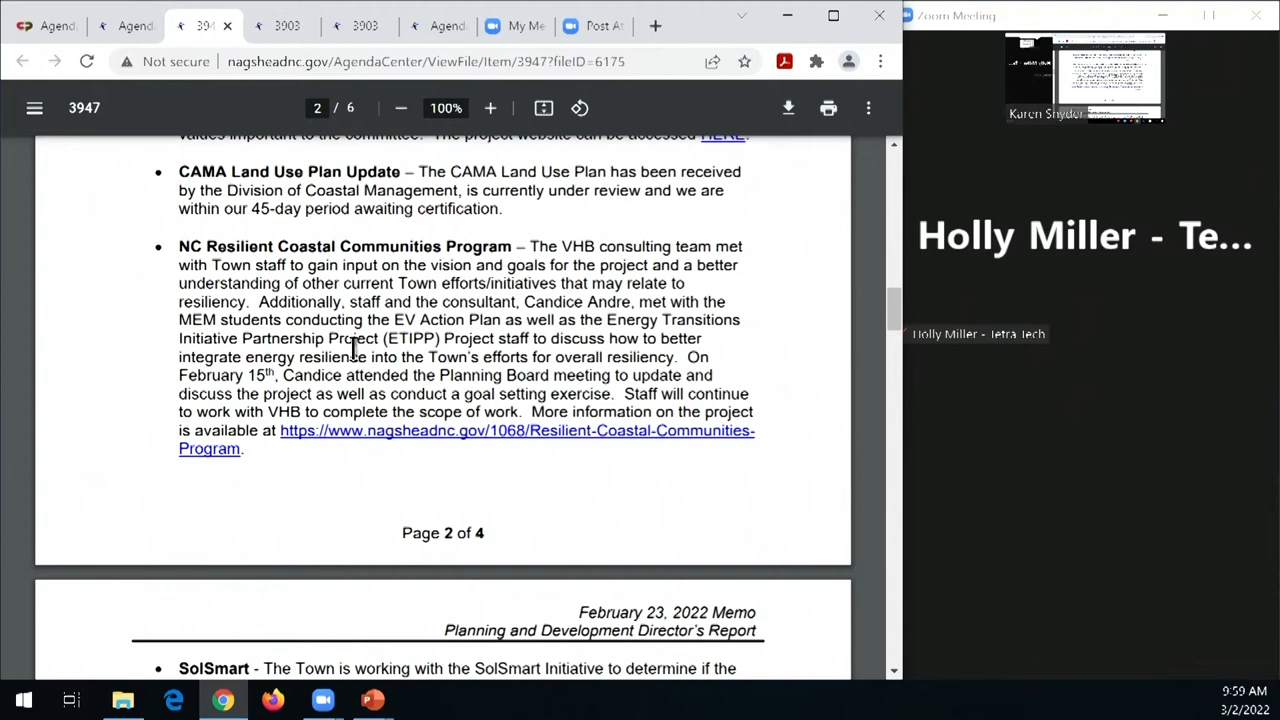 Agend
Agend
394
3903
3903
Agend
My Me
Post At
Zoom Meeting
Not secure
nagsheadnc.gov
3947
2 / 6
100%
HERE.
• CAMA Land Use Plan Update – The CAMA Land Use Plan has been received
by the Division of Coastal Management, is currently under review and we are
within our 45-day period awaiting certification.
• NC Resilient Coastal Communities Program – The VHB consulting team met
with Town staff to gain input on the vision and goals for the project and a better
understanding of other current Town efforts/initiatives that may relate to
resiliency. Additionally, staff and the consultant, Candice Andre, met with the
MEM students conducting the EV Action Plan as well as the Energy Transitions
Initiative Partnership Project (ETIPP) Project staff to discuss how to better
integrate energy resilience into the Town's efforts for overall resiliency. On
February 15th, Candice attended the Planning Board meeting to update and
discuss the project as well as conduct a goal setting exercise. Staff will continue
to work with VHB to complete the scope of work. More information on the project
is available at https://www.nagsheadnc.gov/1068/Resilient-Coastal-Communities-
Program.
Page 2 of 4
February 23, 2022 Memo
Planning and Development Director's Report
• SolSmart - The Town is working with the SolSmart Initiative to determine if the
Karen Snyder
Holly Miller - Te...
Holly Miller - Tetra Tech
9:59 AM
3/2/2022